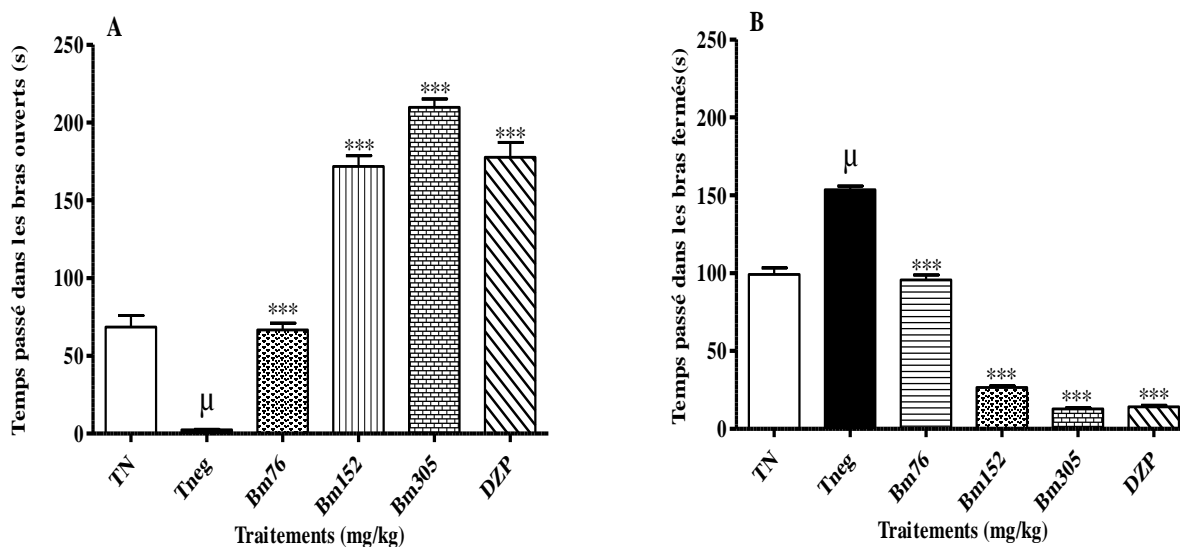 A
Temps passé dans les bras ouverts (s)
250
200
150
100
50
0
μ
***
***
***
***
TN
Tneg
Bm76
Bm152
Bm305
DZP
Traitements (mg/kg)
B
Temps passé dans les bras fermés(s)
250
200
150
100
50
0
μ
***
***
***
***
TN
Tneg
Bm76
Bm152
Bm305
DZP
Traitements (mg/kg)